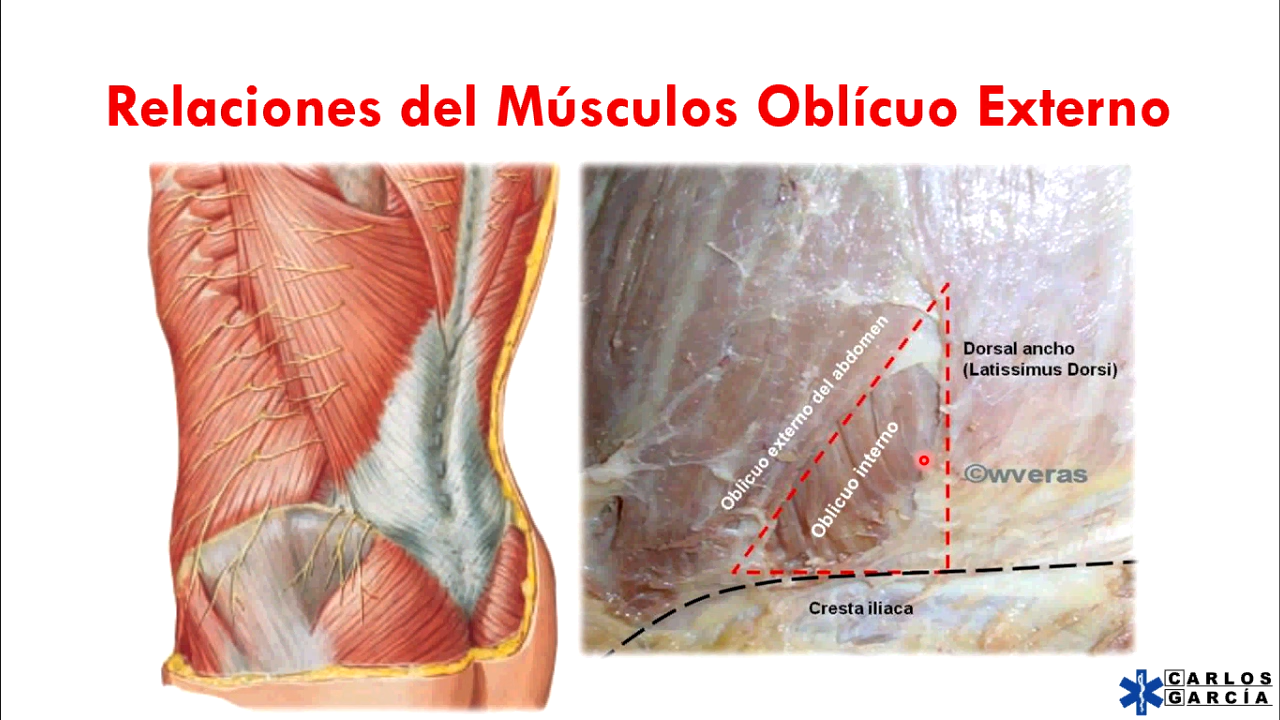 Relaciones del Músculos Oblícuo Externo
Oblicuo externo del abdomen
Oblicuo interno
Dorsal ancho
(Latissimus Dorsi)
©wveras
Cresta iliaca
CARLOS
GARCÍA